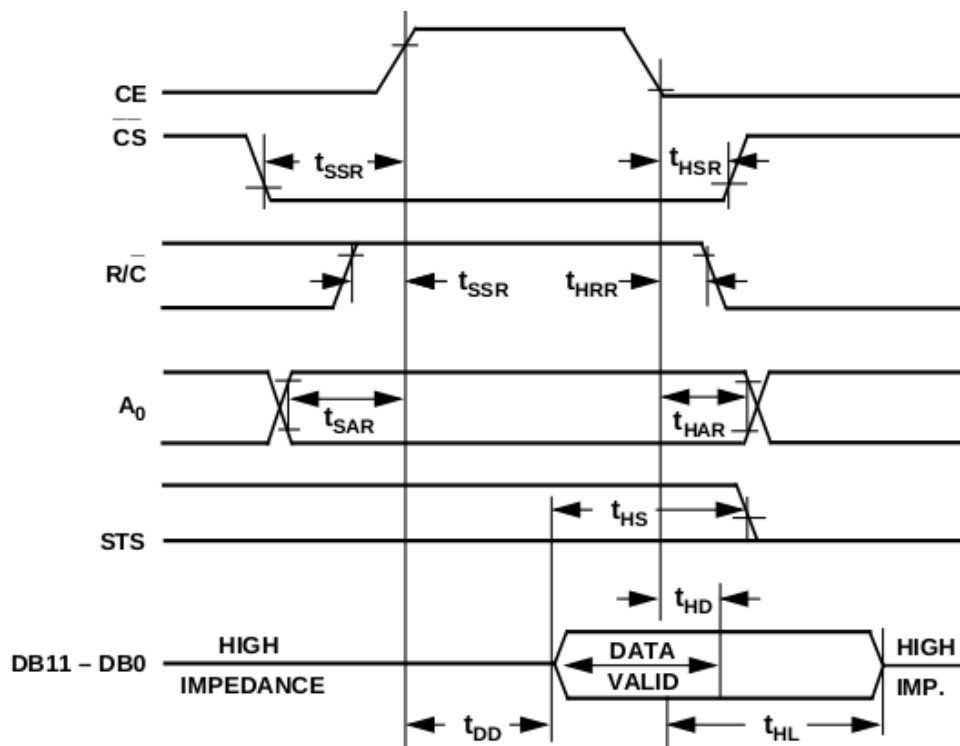 CE
C̅S̅
tSSR
tHSR
R/C̅
tSSR
tHRR
A0
tSAR
tHAR
tHS
STS
tHD
HIGH
DATA
HIGH
DB11 – DB0
IMPEDANCE
VALID
IMP.
tDD
tHL